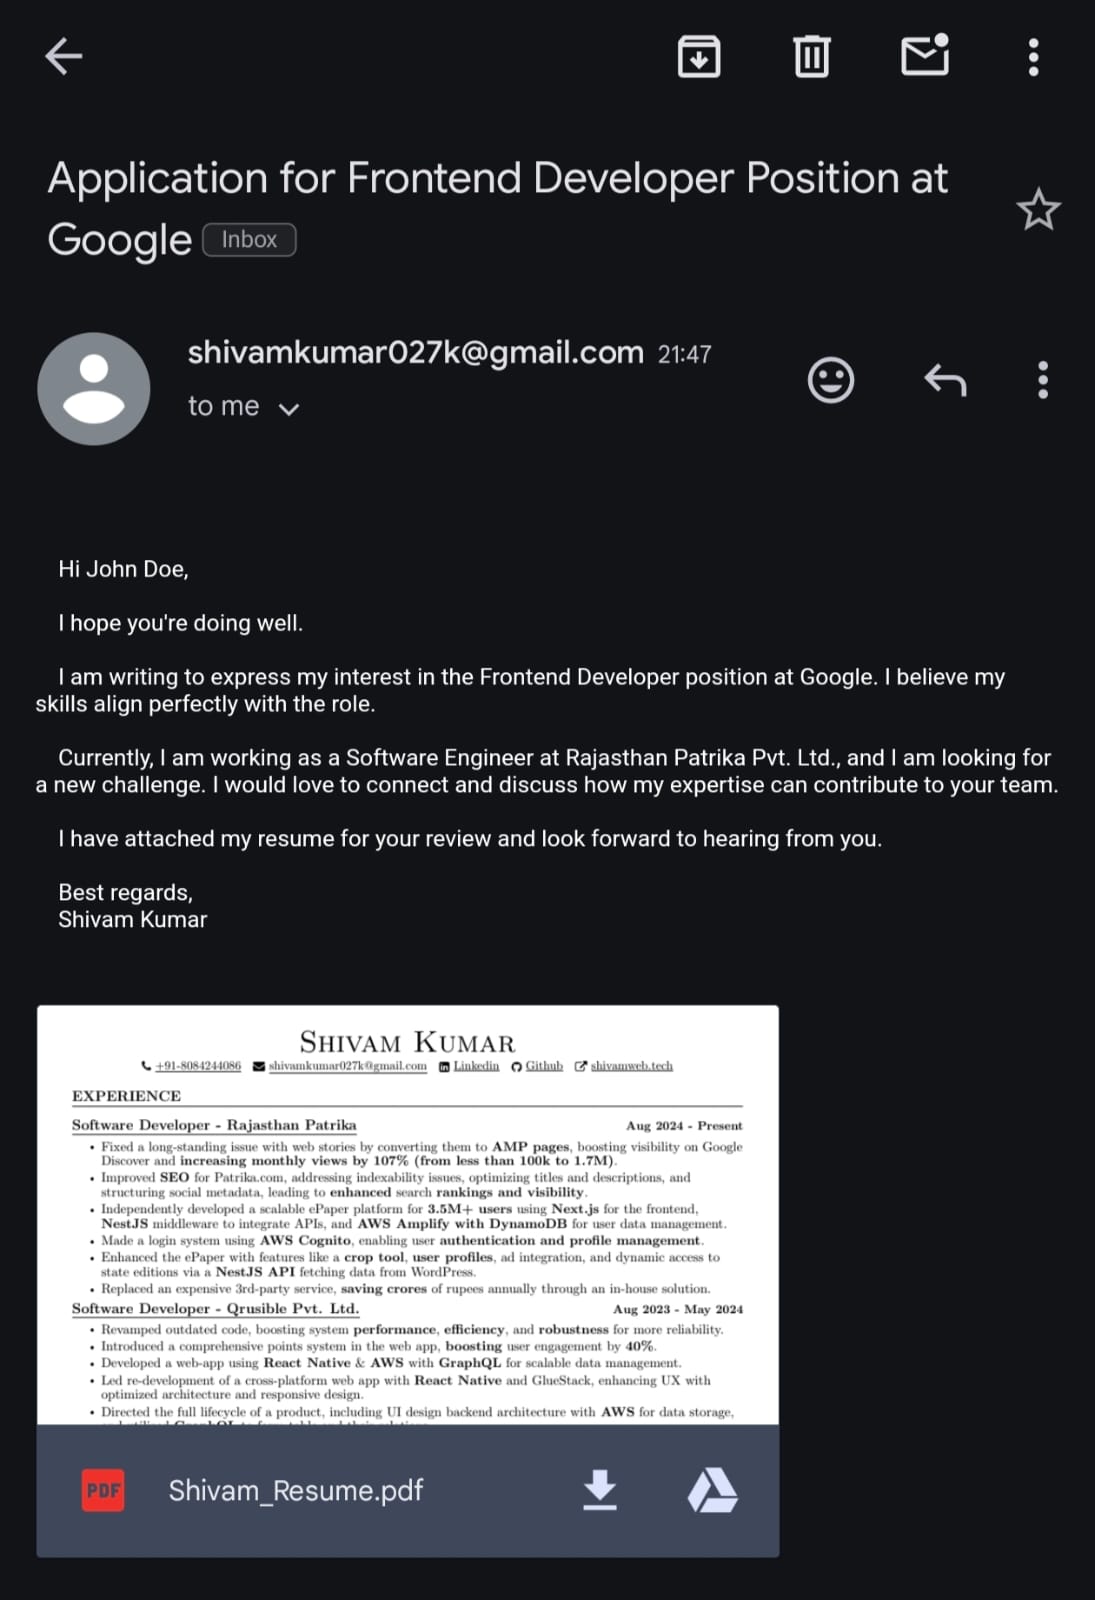 Application for Frontend Developer Position at
Google Inbox
shivamkumar027k@gmail.com 21:47
to me
Hi John Doe,
I hope you're doing well.
I am writing to express my interest in the Frontend Developer position at Google. I believe my
skills align perfectly with the role.
Currently, I am working as a Software Engineer at Rajasthan Patrika Pvt. Ltd., and I am looking for
a new challenge. I would love to connect and discuss how my expertise can contribute to your team.
I have attached my resume for your review and look forward to hearing from you.
Best regards,
Shivam Kumar
SHIVAM KUMAR
+91-8084244086 shivamkumar027k@gmail.com Linkedin Github shivamweb.tech
EXPERIENCE
Software Developer - Rajasthan Patrika Aug 2024 - Present
• Fixed a long-standing issue with web stories by converting them to AMP pages, boosting visibility on Google
Discover and increasing monthly views by 107% (from less than 100k to 1.7M).
• Improved SEO for Patrika.com, addressing indexability issues, optimizing titles and descriptions, and
structuring social metadata, leading to enhanced search rankings and visibility.
• Independently developed a scalable ePaper platform for 3.5M+ users using Next.js for the frontend,
NestJS middleware to integrate APIs, and AWS Amplify with DynamoDB for user data management.
• Made a login system using AWS Cognito, enabling user authentication and profile management.
• Enhanced the ePaper with features like a crop tool, user profiles, ad integration, and dynamic access to
state editions via a NestJS API fetching data from WordPress.
• Replaced an expensive 3rd-party service, saving crores of rupees annually through an in-house solution.
Software Developer - Qrusible Pvt. Ltd. Aug 2023 - May 2024
• Revamped outdated code, boosting system performance, efficiency, and robustness for more reliability.
• Introduced a comprehensive points system in the web app, boosting user engagement by 40%.
• Developed a web-app using React Native & AWS with GraphQL for scalable data management.
• Led re-development of a cross-platform web app with React Native and GlueStack, enhancing UX with
optimized architecture and responsive design.
• Directed the full lifecycle of a product, including UI design backend architecture with AWS for data storage,
PDF Shivam_Resume.pdf